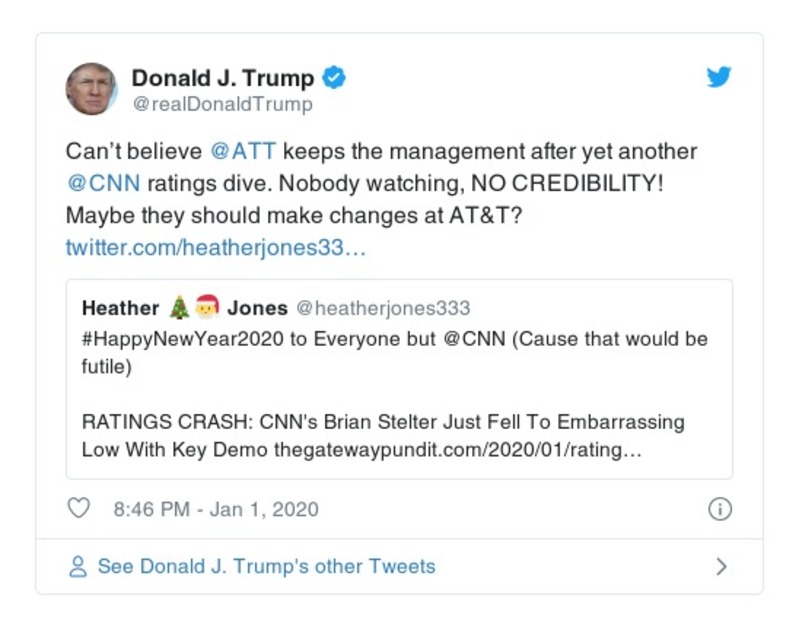 Donald J. Trump
@realDonaldTrump
Can’t believe @ATT keeps the management after yet another
@CNN ratings dive. Nobody watching, NO CREDIBILITY!
Maybe they should make changes at AT&T?
twitter.com/heatherjones33…
Heather 🎄🎅 Jones @heatherjones333
#HappyNewYear2020 to Everyone but @CNN (Cause that would be
futile)
RATINGS CRASH: CNN's Brian Stelter Just Fell To Embarrassing
Low With Key Demo thegatewaypundit.com/2020/01/rating…
8:46 PM - Jan 1, 2020
See Donald J. Trump's other Tweets